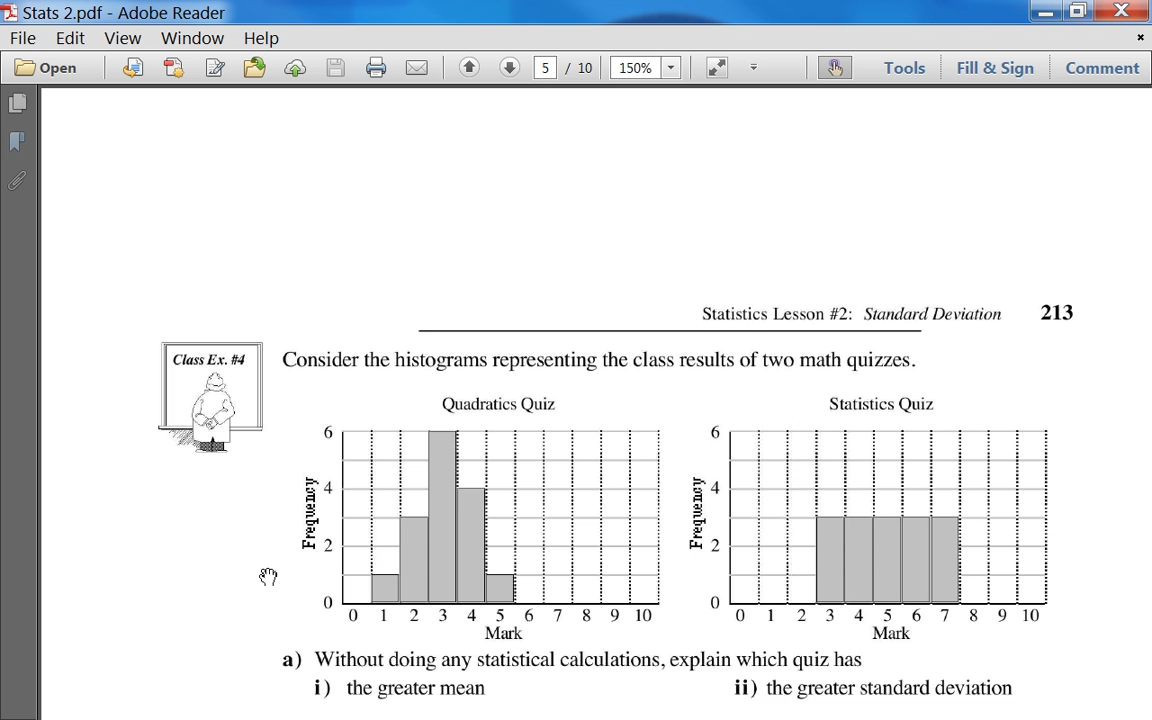 Stats 2.pdf - Adobe Reader
File Edit View Window Help
Open 5 / 10 150% Tools Fill & Sign Comment
Statistics Lesson #2: Standard Deviation 213
Class Ex. #4
Consider the histograms representing the class results of two math quizzes.
Quadratics Quiz
6
4
2
0
Frequency
0 1 2 3 4 5 6 7 8 9 10
Mark
Statistics Quiz
6
4
2
0
Frequency
0 1 2 3 4 5 6 7 8 9 10
Mark
a) Without doing any statistical calculations, explain which quiz has
i) the greater mean ii) the greater standard deviation